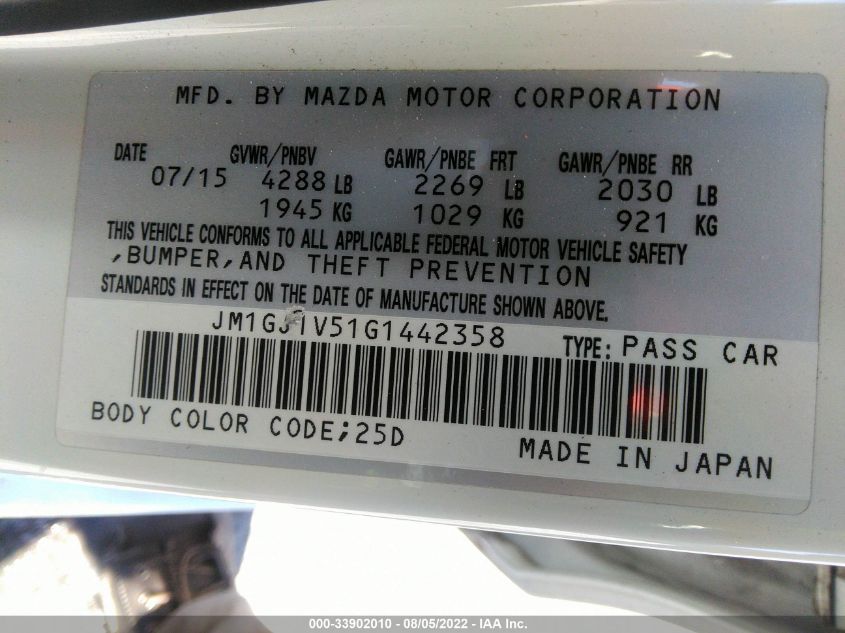 MFD. BY MAZDA MOTOR CORPORATION
DATE GVWR/PNBV GAWR/PNBE FRT GAWR/PNBE RR
07/15 4288 LB 2269 LB 2030 LB
1945 KG 1029 KG 921 KG
THIS VEHICLE CONFORMS TO ALL APPLICABLE FEDERAL MOTOR VEHICLE SAFETY
,BUMPER,AND THEFT PREVENTION
STANDARDS IN EFFECT ON THE DATE OF MANUFACTURE SHOWN ABOVE.
JM1GJ1V51G1442358 TYPE: PASS CAR
BODY COLOR CODE;25D
MADE IN JAPAN
000-33902010 - 08/05/2022 - IAA Inc.